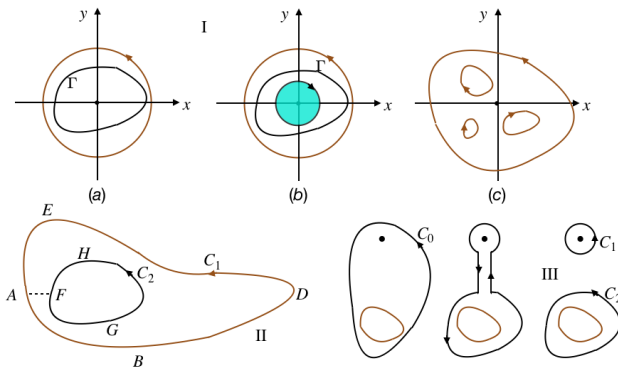 y I y y
Γ Γ
x x x
(a) (b) (c)
E
H C₂ C₁
A F D
G II
B
C₀ C₁
III
C₂